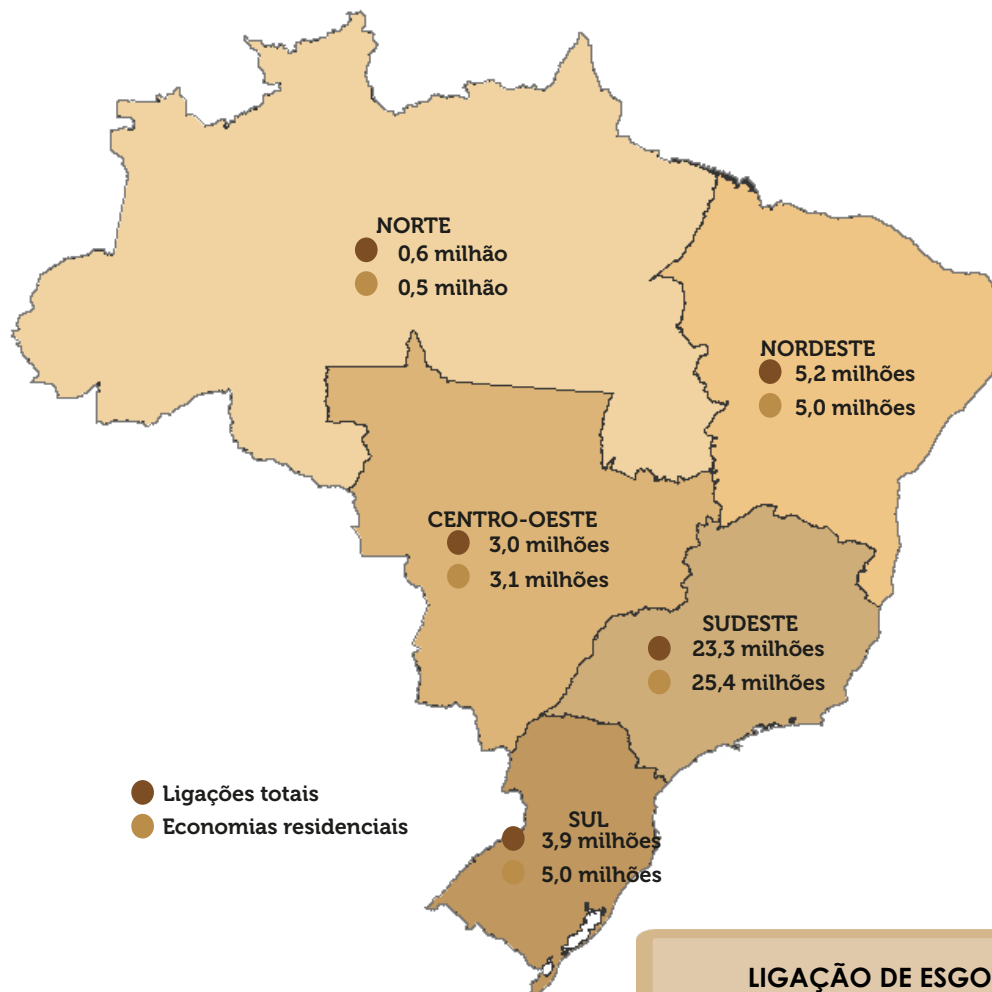 NORTE
0,6 milhão
0,5 milhão
NORDESTE
5,2 milhões
5,0 milhões
CENTRO-OESTE
3,0 milhões
3,1 milhões
SUDESTE
23,3 milhões
25,4 milhões
Ligações totais
Economias residenciais
SUL
3,9 milhões
5,0 milhões
LIGAÇÃO DE ESGO